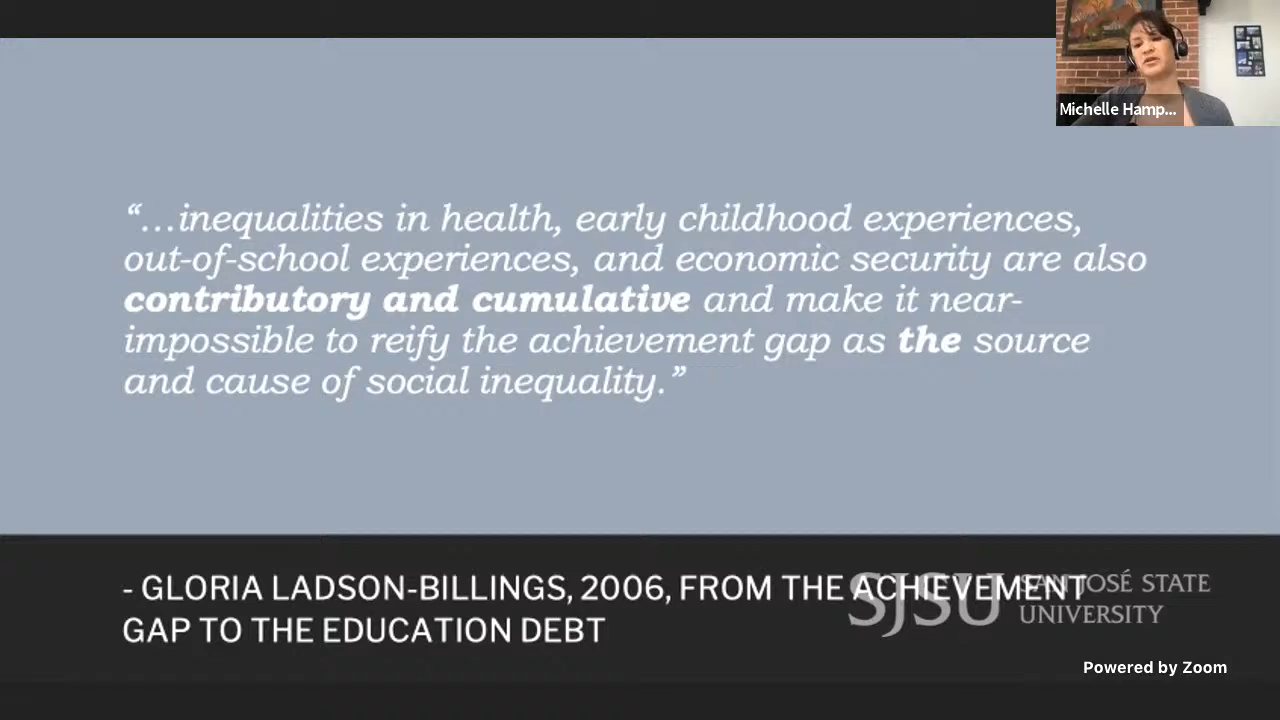 Michelle Hamp...
“…inequalities in health, early childhood experiences,
out-of-school experiences, and economic security are also
contributory and cumulative and make it near-
impossible to reify the achievement gap as the source
and cause of social inequality.”
- GLORIA LADSON-BILLINGS, 2006, FROM THE ACHIEVEMENT
GAP TO THE EDUCATION DEBT
SJSU SAN JOSÉ STATE
UNIVERSITY
Powered by Zoom